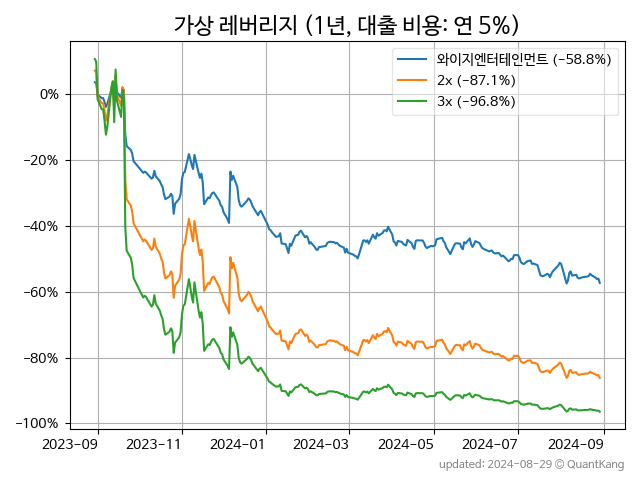 가상 레버리지 (1년, 대출 비용: 연 5%)
와이지엔터테인먼트 (−58.8%)
2x (−87.1%)
3x (−96.8%)
0%
−20%
−40%
−60%
−80%
−100%
2023-09 2023-11 2024-01 2024-03 2024-05 2024-07 2024-09
updated: 2024-08-29 © QuantKang